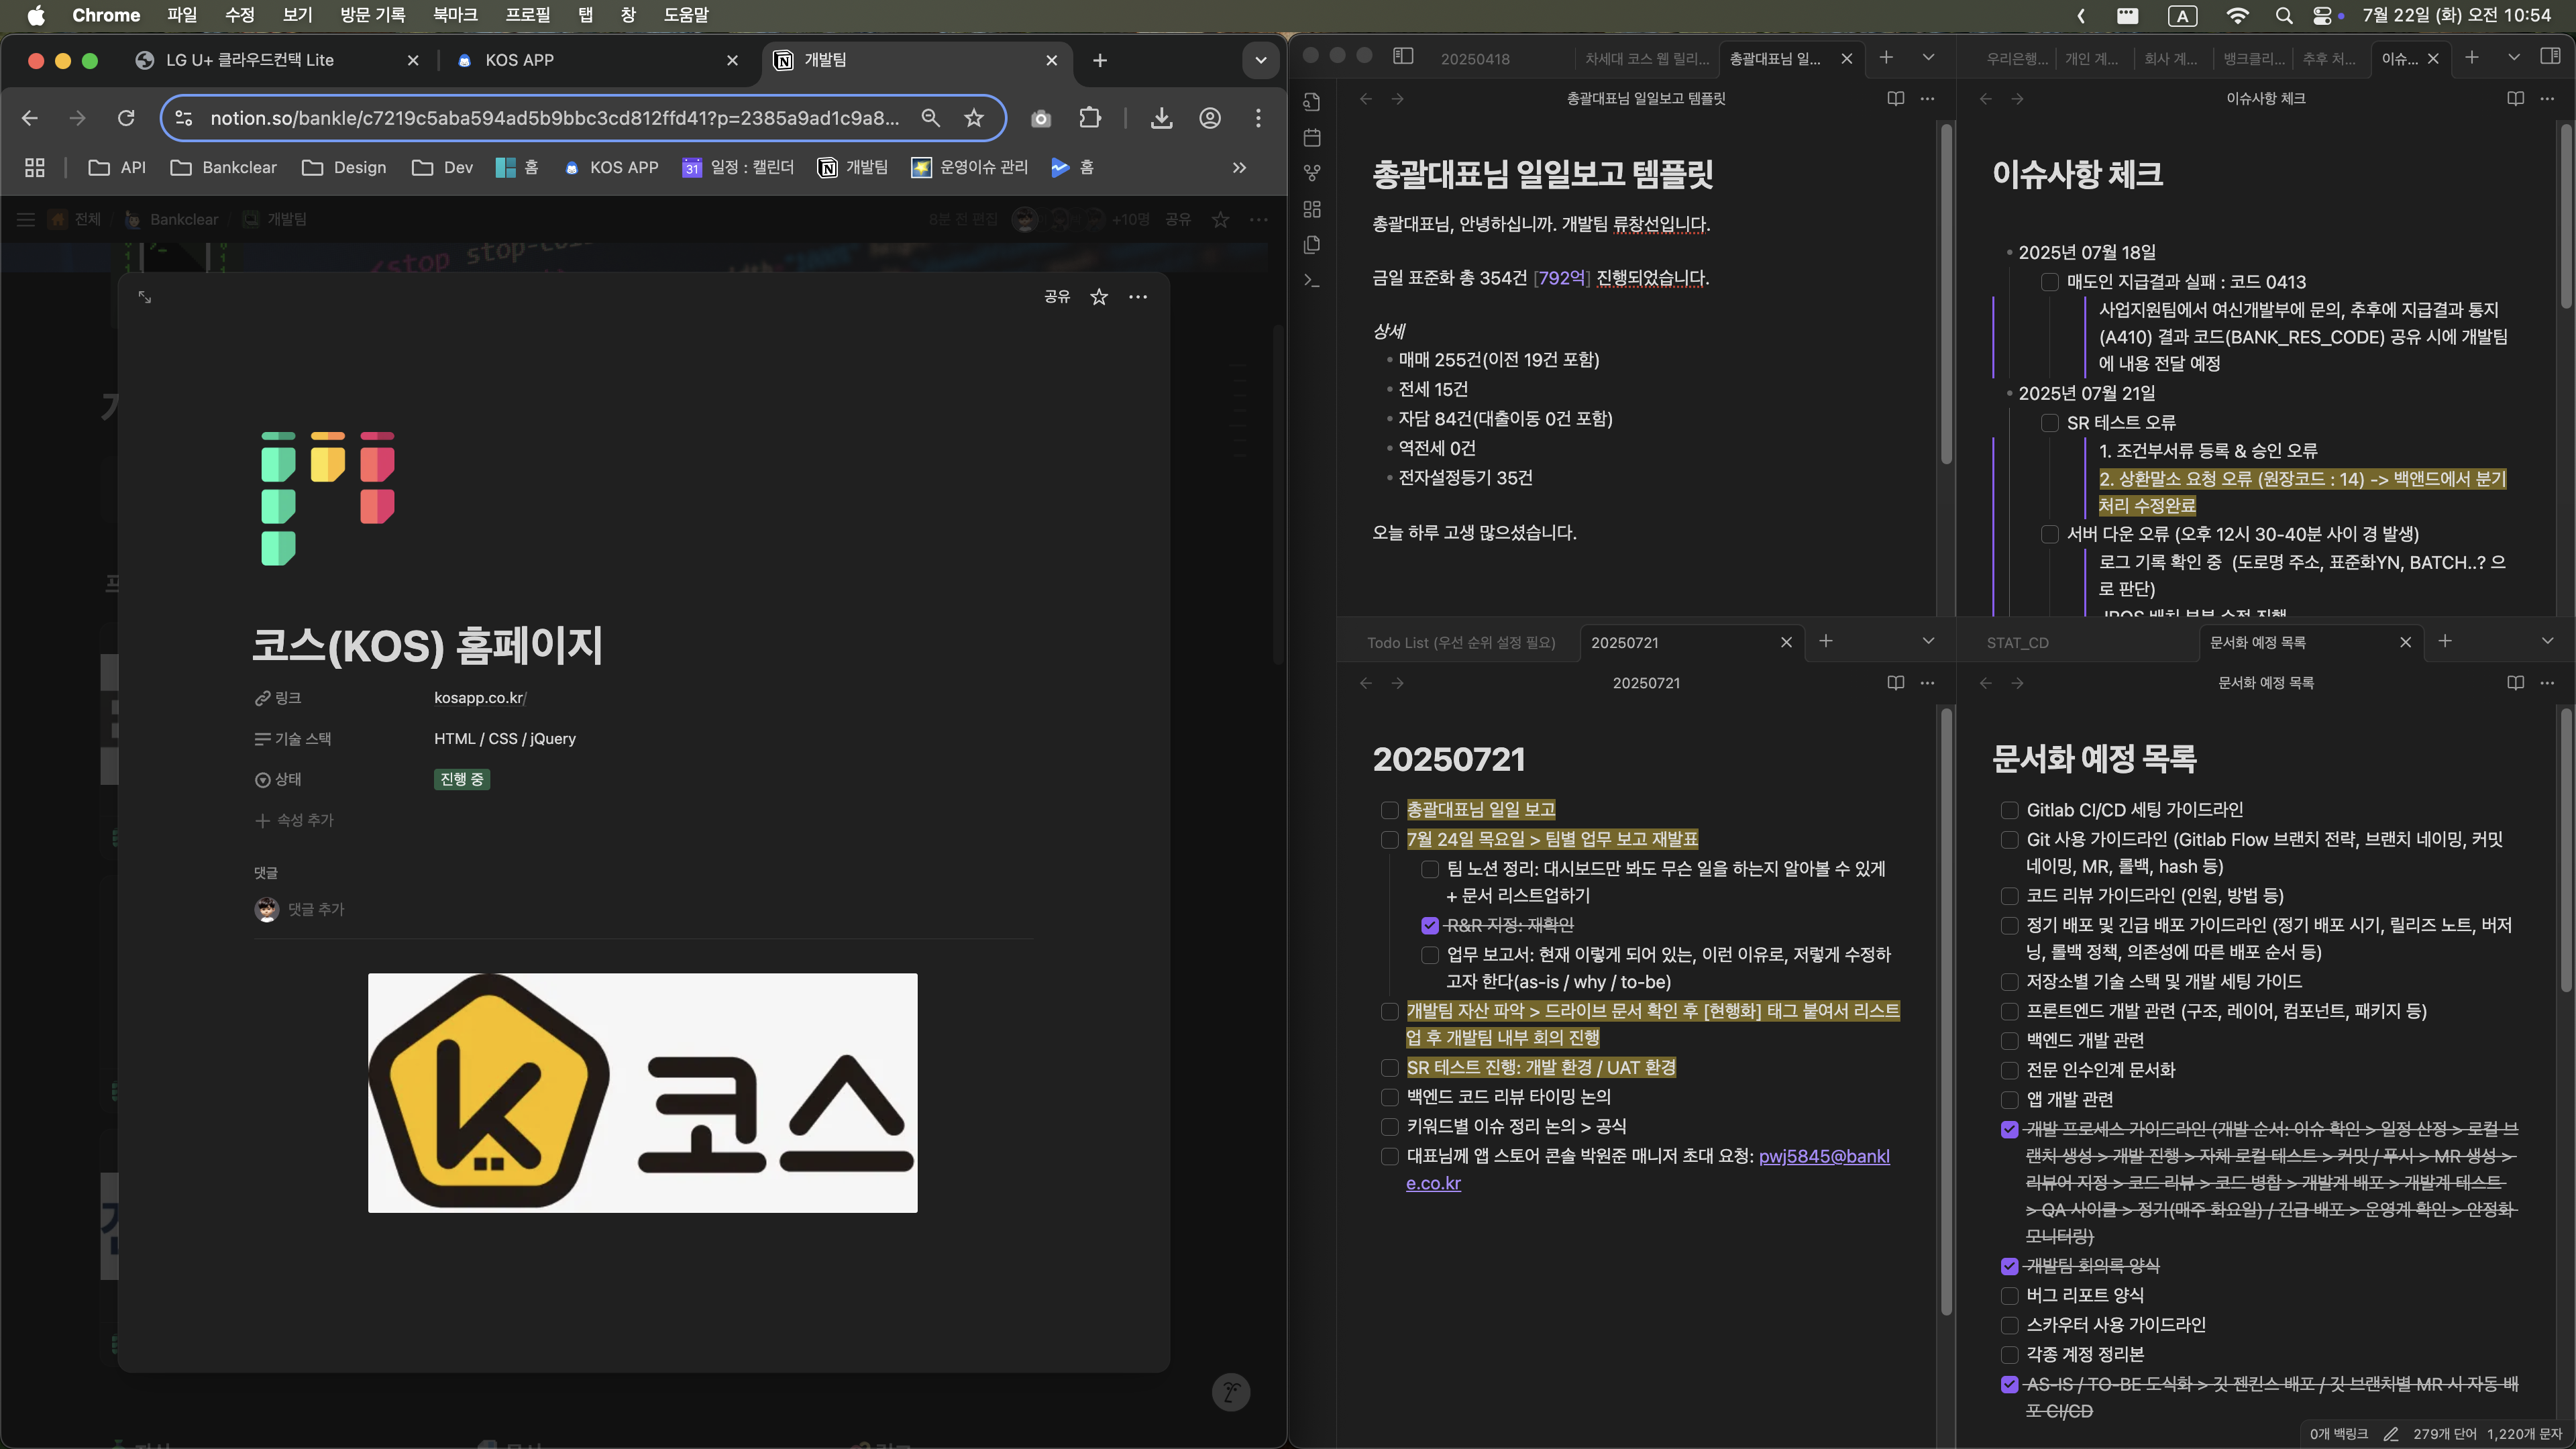 Chrome 파일 수정 보기 방문 기록 북마크 프로필 탭 창 도움말
A 7월 22일 (화) 오전 10:54
LG U+ 클라우드컨택 Lite
KOS APP
개발팀
notion.so/bankle/c7219c5aba594ad5b9bbc3cd812ffd41?p=2385a9ad1c9a8...
API Bankclear Design Dev 홈 KOS APP 31 일정 : 캘린더 개발팀 운영이슈 관리 홈
전체 / Bankclear / 개발팀
8분 전 편집 +10명 공유
공유
코스(KOS) 홈페이지
링크 kosapp.co.kr/
기술 스택 HTML / CSS / jQuery
상태 진행 중
속성 추가
댓글
댓글 추가
코스
20250418
차세대 코스 웹 릴리...
총괄대표님 일...
총괄대표님 일일보고 템플릿
총괄대표님 일일보고 템플릿
총괄대표님, 안녕하십니까. 개발팀 류창선입니다.
금일 표준화 총 354건 [792억] 진행되었습니다.
상세
매매 255건(이전 19건 포함)
전세 15건
자담 84건(대출이동 0건 포함)
역전세 0건
전자설정등기 35건
오늘 하루 고생 많으셨습니다.
우리은행...
개인 계...
회사 계...
뱅크클리...
추후 처...
이슈...
이슈사항 체크
이슈사항 체크
2025년 07월 18일
매도인 지급결과 실패 : 코드 0413
사업지원팀에서 여신개발부에 문의, 추후에 지급결과 통지
(A410) 결과 코드(BANK_RES_CODE) 공유 시에 개발팀
에 내용 전달 예정
2025년 07월 21일
SR 테스트 오류
1. 조건부서류 등록 & 승인 오류
2. 상환말소 요청 오류 (원장코드 : 14) -> 백앤드에서 분기
처리 수정완료
서버 다운 오류 (오후 12시 30-40분 사이 경 발생)
로그 기록 확인 중 (도로명 주소, 표준화YN, BATCH..? 으
로 판단)
Todo List (우선 순위 설정 필요)
20250721
20250721
20250721
총괄대표님 일일 보고
7월 24일 목요일 > 팀별 업무 보고 재발표
팀 노션 정리: 대시보드만 봐도 무슨 일을 하는지 알아볼 수 있게
+ 문서 리스트업하기
R&R 지정: 재확인
업무 보고서: 현재 이렇게 되어 있는, 이런 이유로, 저렇게 수정하
고자 한다(as-is / why / to-be)
개발팀 자산 파악 > 드라이브 문서 확인 후 [현행화] 태그 붙여서 리스트
업 후 개발팀 내부 회의 진행
SR 테스트 진행: 개발 환경 / UAT 환경
백엔드 코드 리뷰 타이밍 논의
키워드별 이슈 정리 논의 > 공식
대표님께 앱 스토어 콘솔 박원준 매니저 초대 요청: pwj5845@bankl
e.co.kr
STAT_CD
문서화 예정 목록
문서화 예정 목록
문서화 예정 목록
Gitlab CI/CD 세팅 가이드라인
Git 사용 가이드라인 (Gitlab Flow 브랜치 전략, 브랜치 네이밍, 커밋
네이밍, MR, 롤백, hash 등)
코드 리뷰 가이드라인 (인원, 방법 등)
정기 배포 및 긴급 배포 가이드라인 (정기 배포 시기, 릴리즈 노트, 버저
닝, 롤백 정책, 의존성에 따른 배포 순서 등)
저장소별 기술 스택 및 개발 세팅 가이드
프론트엔드 개발 관련 (구조, 레이어, 컴포넌트, 패키지 등)
백엔드 개발 관련
전문 인수인계 문서화
앱 개발 관련
개발 프로세스 가이드라인 (개발 순서: 이슈 확인 > 일정 산정 > 로컬 브
랜치 생성 > 개발 진행 > 자체 로컬 테스트 > 커밋 / 푸시 > MR 생성 >
리뷰어 지정 > 코드 리뷰 > 코드 병합 > 개발계 배포 > 개발계 테스트
> QA 사이클 > 정기(매주 화요일) / 긴급 배포 > 운영계 확인 > 안정화
모니터링)
개발팀 회의록 양식
버그 리포트 양식
스카우터 사용 가이드라인
각종 계정 정리본
AS-IS / TO-BE 도식화 > 깃 젠킨스 배포 / 깃 브랜치별 MR 시 자동 배
포 CI/CD
0개 백링크 279개 단어 1,220개 문자